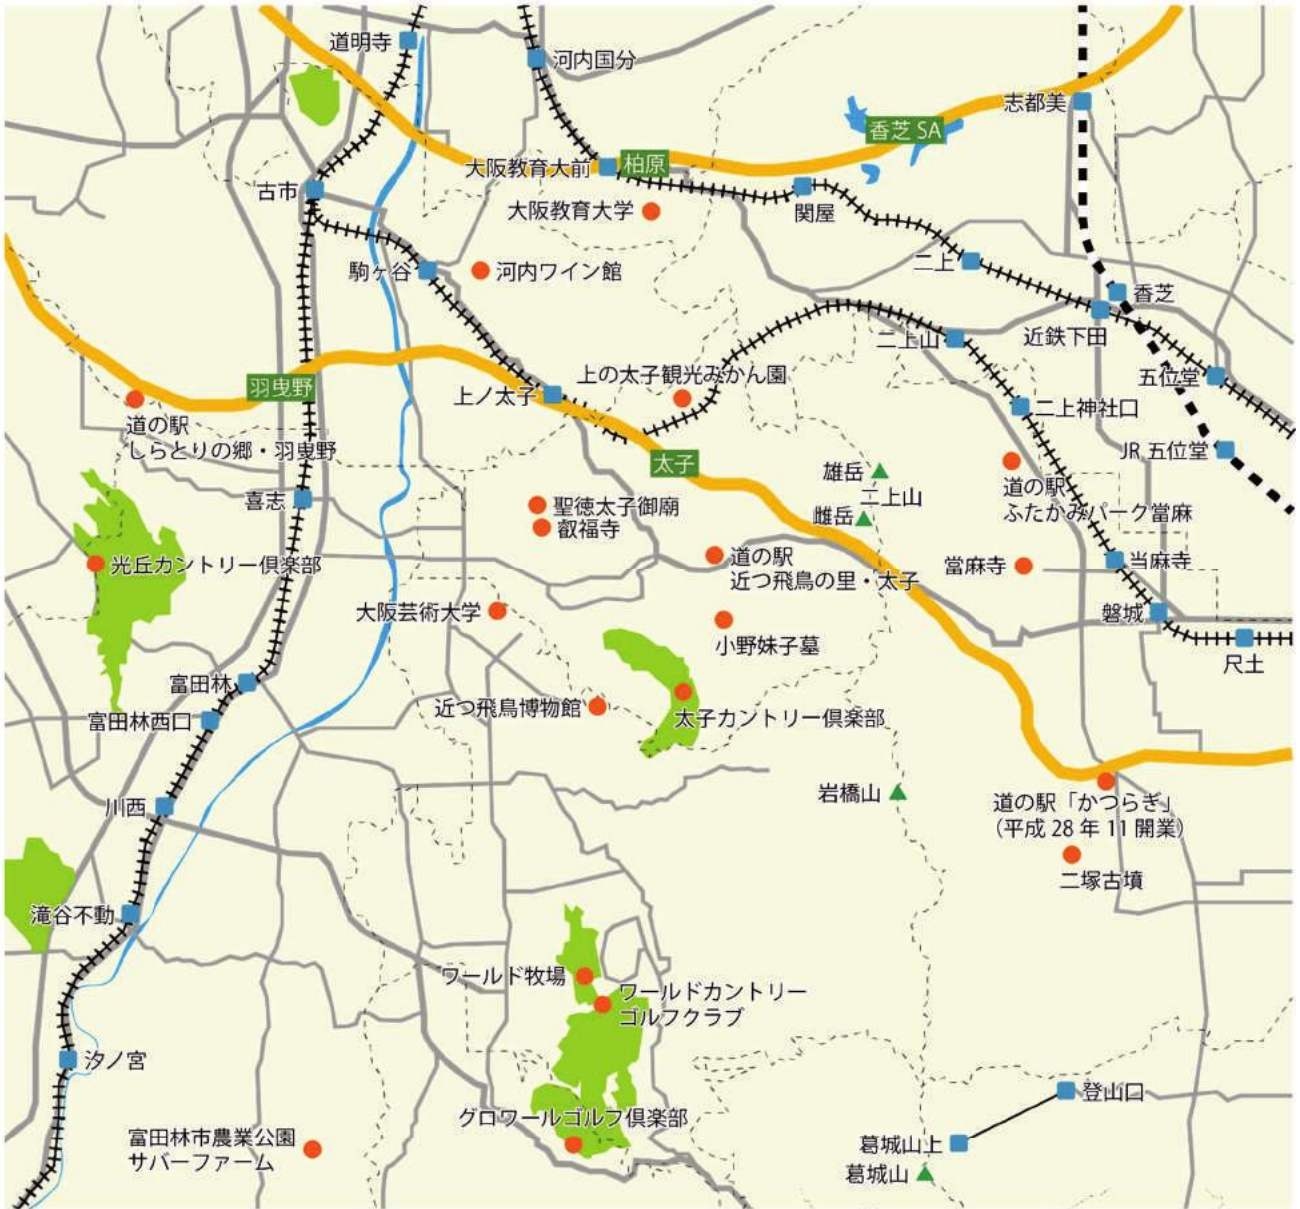 道明寺
河内国分
志都美
香芝 SA
大阪教育大前
柏原
古市
関屋
大阪教育大学
駒ヶ谷
河内ワイン館
二上
香芝
近鉄下田
二上山
五位堂
羽曳野
上ノ太子
上の太子観光みかん園
二上神社口
道の駅
しらとりの郷・羽曳野
JR 五位堂
太子
雄岳
二上山
雌岳
道の駅
ふたかみパーク當麻
喜志
聖徳太子御廟
叡福寺
光丘カントリー倶楽部
道の駅
近つ飛鳥の里・太子
當麻寺
当麻寺
大阪芸術大学
小野妹子墓
磐城
尺土
富田林
富田林西口
近つ飛鳥博物館
太子カントリー倶楽部
川西
岩橋山
道の駅「かつらぎ」
（平成 28 年 11 開業）
二塚古墳
滝谷不動
ワールド牧場
ワールドカントリー
ゴルフクラブ
汐ノ宮
登山口
グロワールゴルフ倶楽部
富田林市農業公園
サバーファーム
葛城山上
葛城山